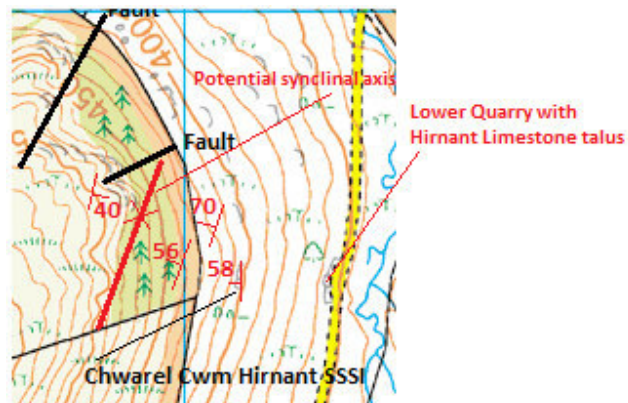 Fault
400
450
5
Potential synclinal axis
Lower Quarry with
Hirnant Limestone talus
Fault
40
70
56
58
Chwarel Cwm Hirnant SSSI